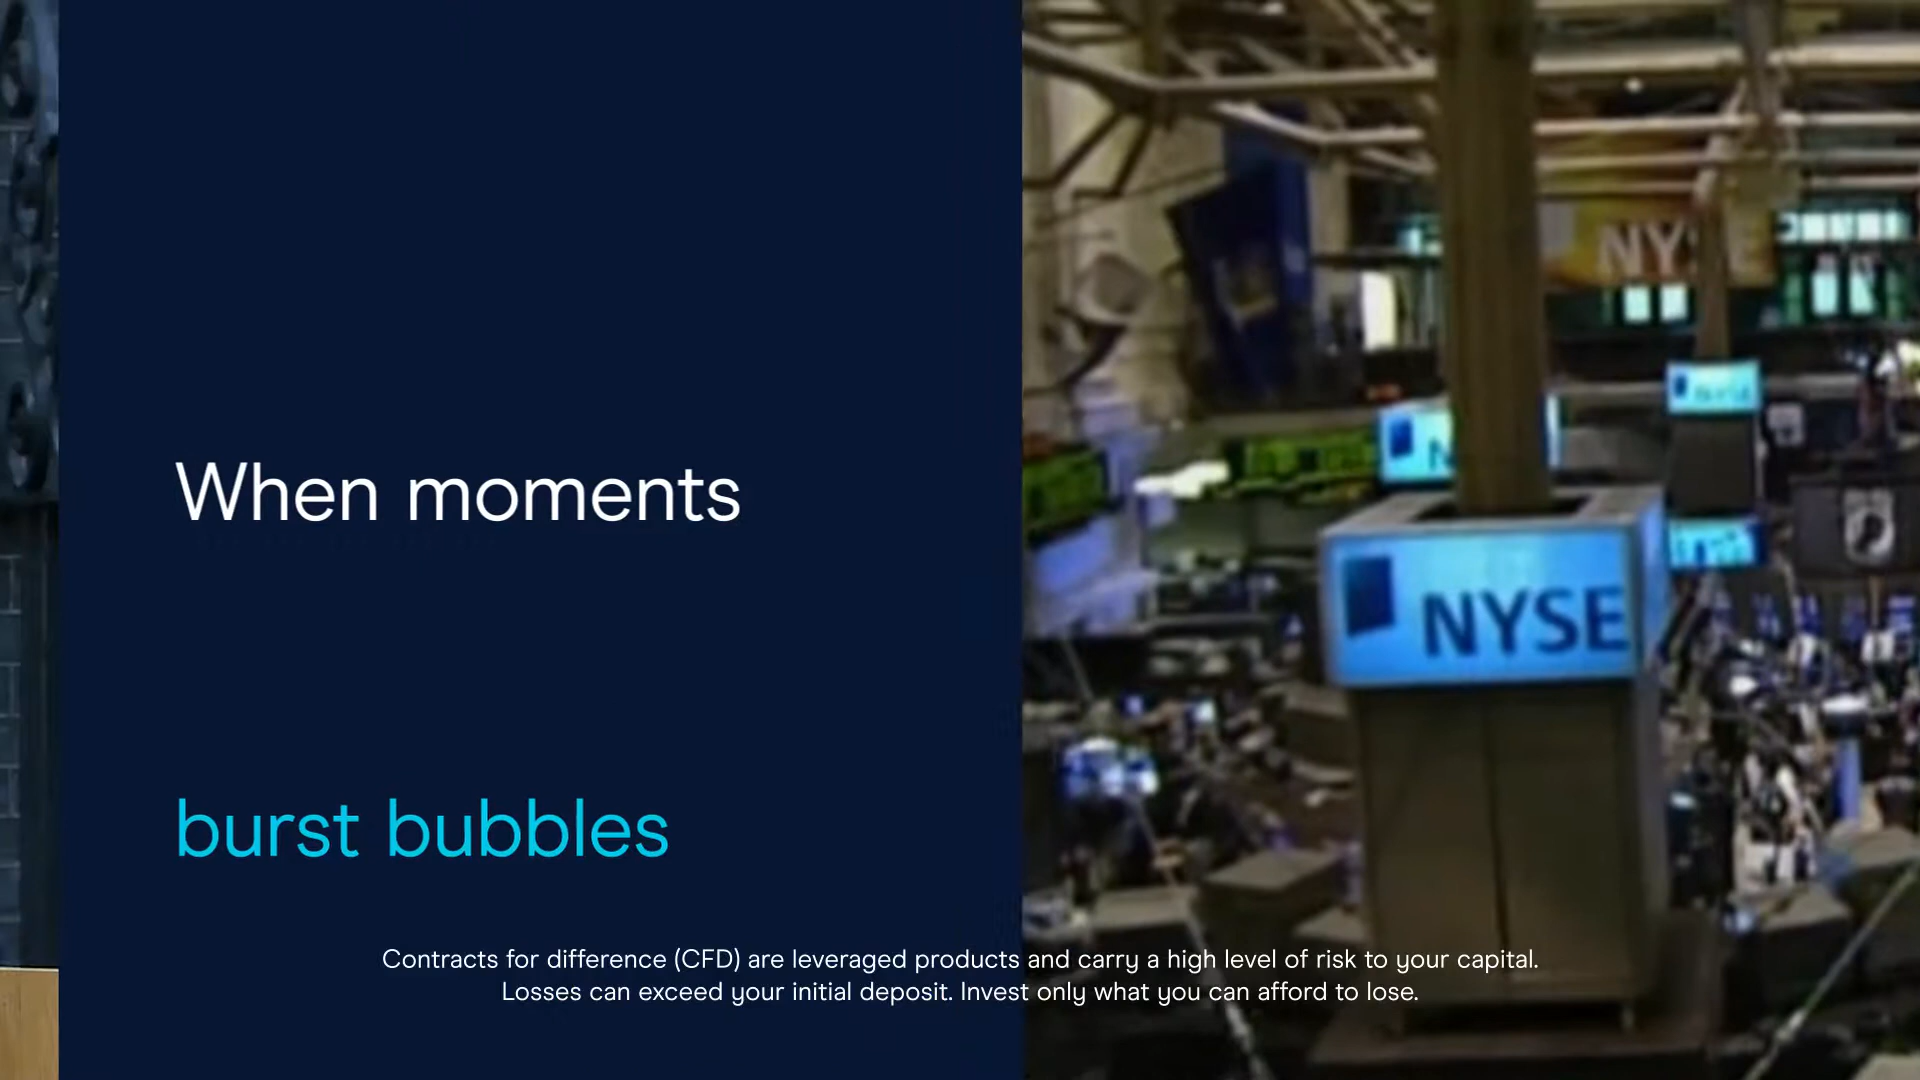 When moments
burst bubbles
NYSE
NYSE
Contracts for difference (CFD) are leveraged products and carry a high level of risk to your capital.
Losses can exceed your initial deposit. Invest only what you can afford to lose.